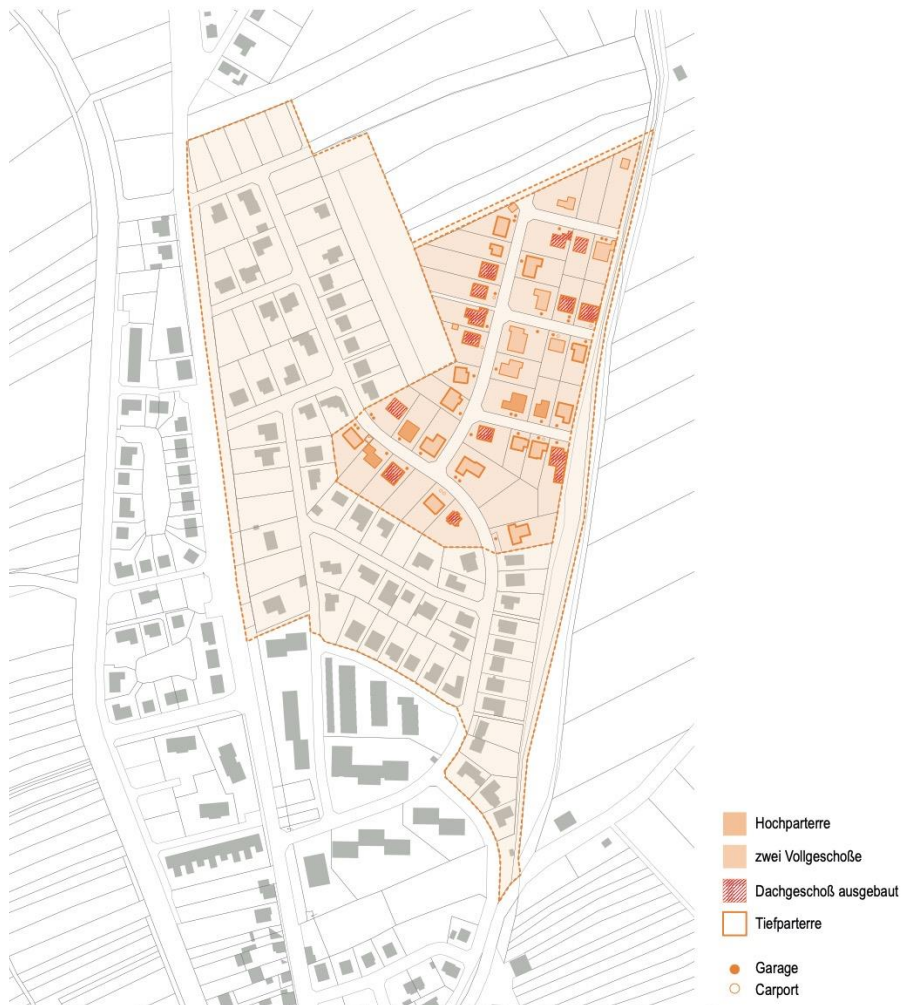 Hochparterre
zwei Vollgeschoße
Dachgeschoß ausgebaut
Tiefparterre
Garage
Carport